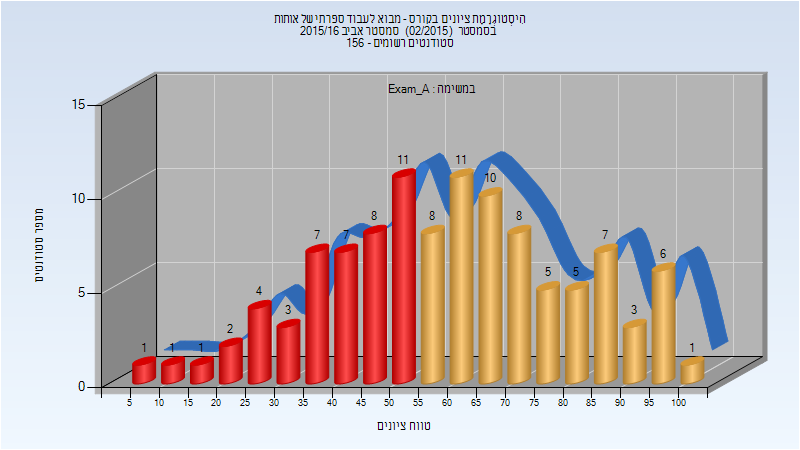 היסטוגרמת ציונים בקורס - מבוא לעבוד ספרתי של אותות
בסמסטר (02/2015) סמסטר אביב 2015/16
סטודנטים רשומים - 156
במשימה : Exam_A
מספר סטודנטים
15
10
5
0
1 1 1 2 4 3 7 7 8 11 8 11 10 8 5 5 7 3 6 1
5 10 15 20 25 30 35 40 45 50 55 60 65 70 75 80 85 90 95 100
טווח ציונים